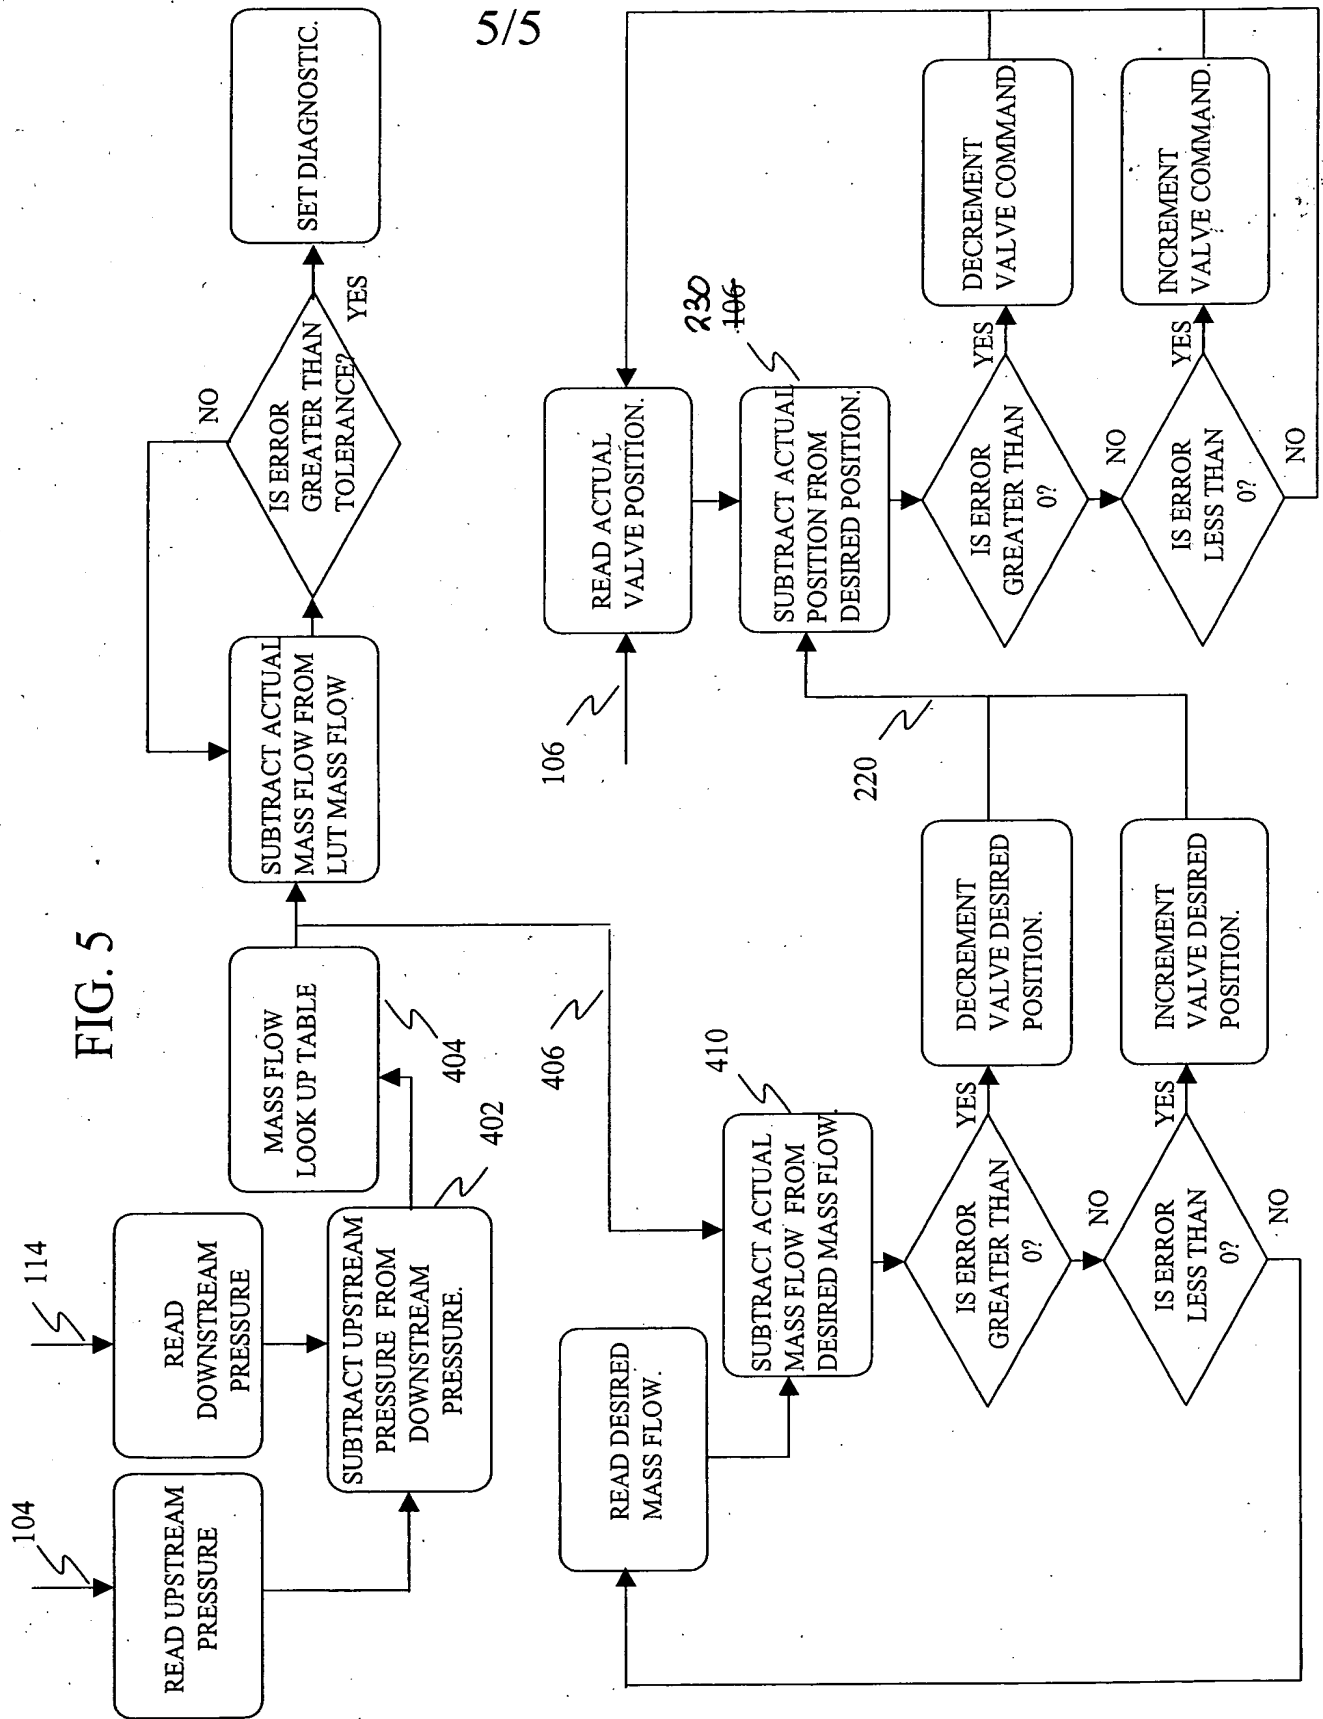 5/5
FIG. 5
104
114
READ UPSTREAM
PRESSURE
READ
DOWNSTREAM
PRESSURE
SUBTRACT UPSTREAM
PRESSURE FROM
DOWNSTREAM
PRESSURE.
402
MASS FLOW
LOOK UP TABLE
404
SUBTRACT ACTUAL
MASS FLOW FROM
LUT MASS FLOW
IS ERROR
GREATER THAN
TOLERANCE?
NO
YES
SET DIAGNOSTIC.
406
READ DESIRED
MASS FLOW.
410
SUBTRACT ACTUAL
MASS FLOW FROM
DESIRED MASS FLOW
IS ERROR
GREATER THAN
0?
YES
DECREMENT
VALVE DESIRED
POSITION.
NO
IS ERROR
LESS THAN
0?
YES
INCREMENT
VALVE DESIRED
POSITION.
NO
220
106
READ ACTUAL
VALVE POSITION.
230
106
SUBTRACT ACTUAL
POSITION FROM
DESIRED POSITION.
IS ERROR
GREATER THAN
0?
YES
DECREMENT
VALVE COMMAND.
NO
IS ERROR
LESS THAN
0?
YES
INCREMENT
VALVE COMMAND.
NO